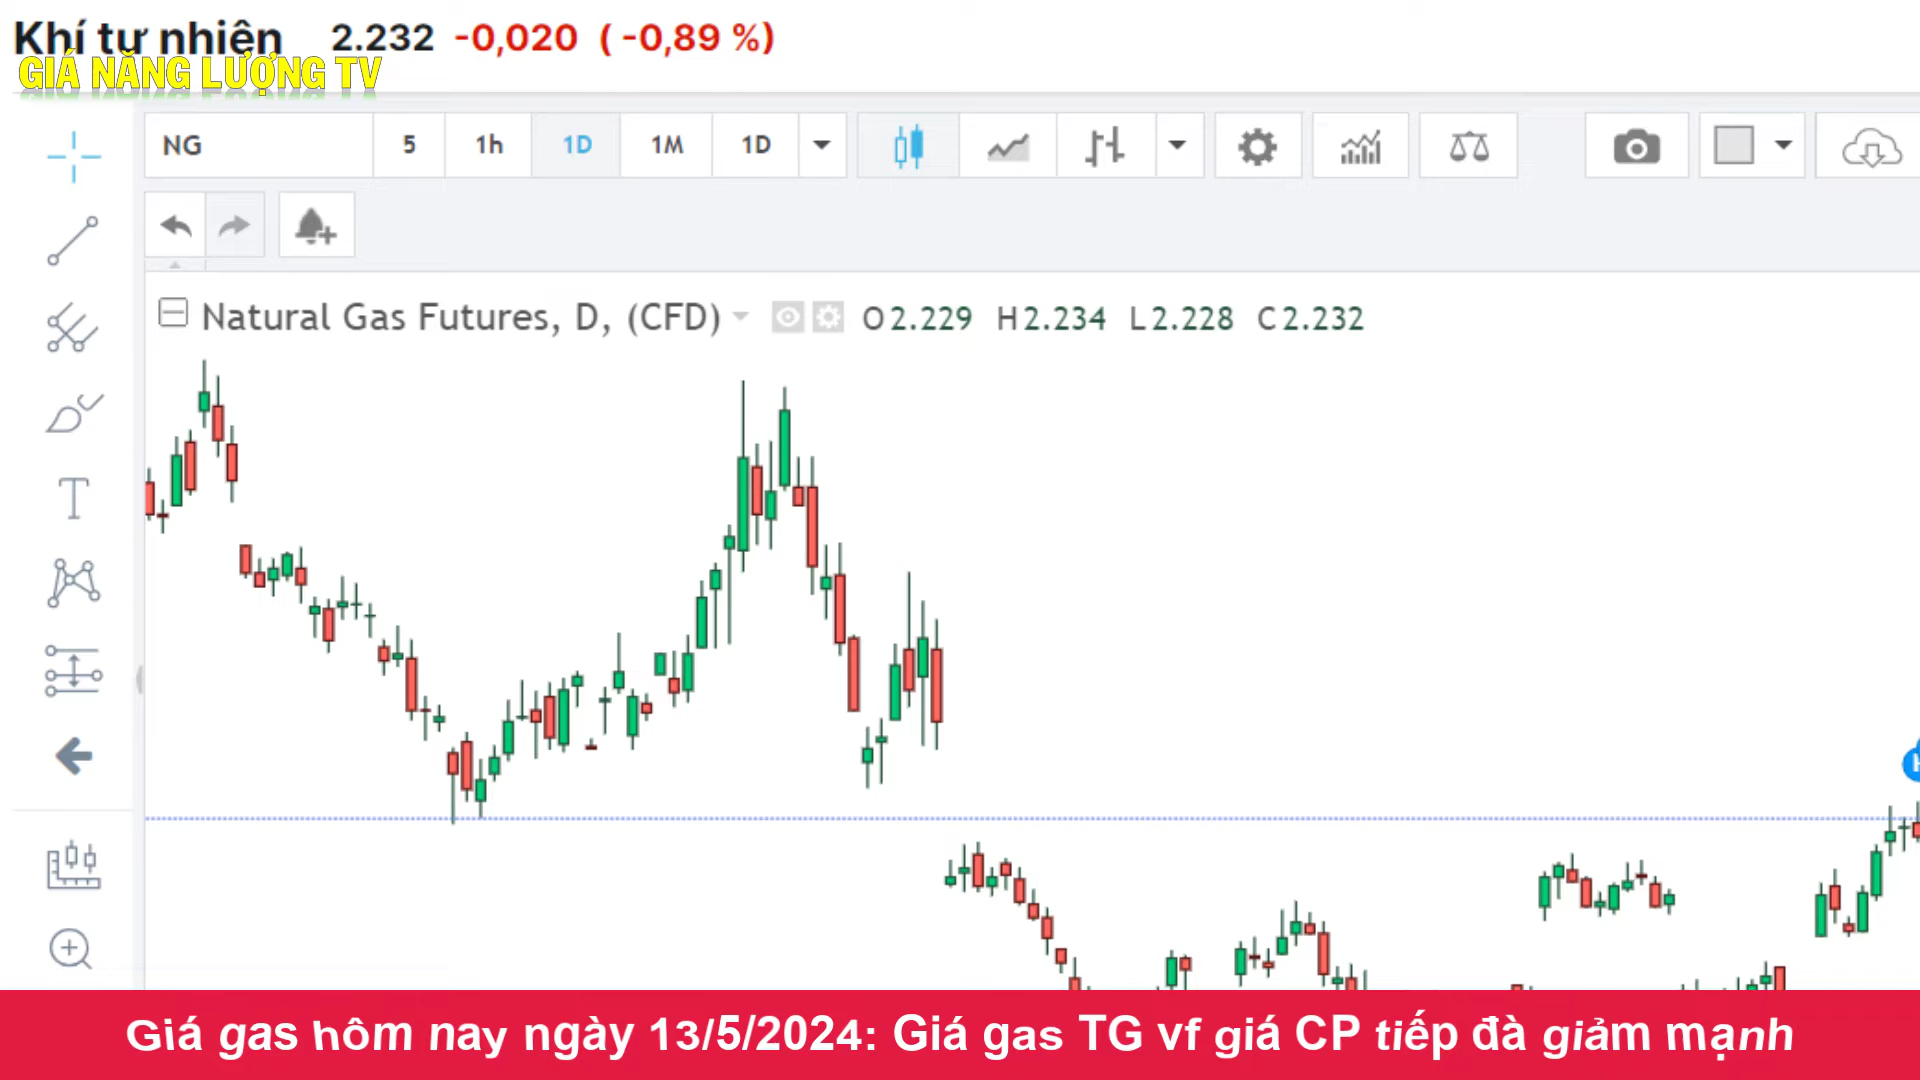 Khí tự nhiên 2.232 -0,020 ( -0,89 %)
GIÁ NĂNG LƯỢNG TV
NG 5 1h 1D 1M 1D
Natural Gas Futures, D, (CFD) O2.229 H2.234 L2.228 C2.232
Giá gas hôm nay ngày 13/5/2024: Giá gas TG vf giá CP tiếp đà giảm mạnh